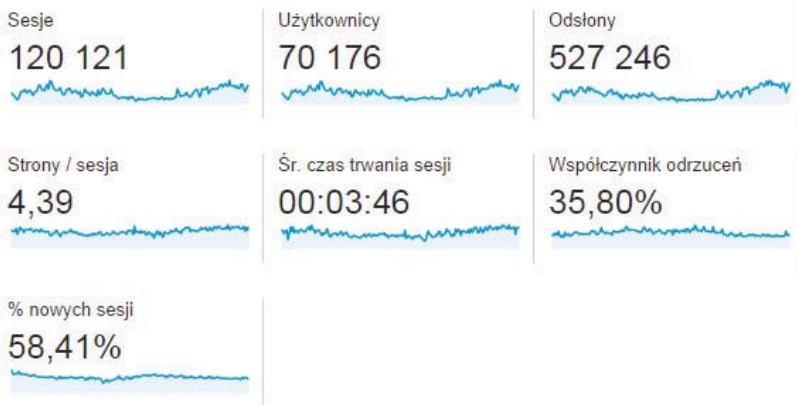 Sesje
120 121
Użytkownicy
70 176
Odsłony
527 246
Strony / sesja
4,39
Śr. czas trwania sesji
00:03:46
Współczynnik odrzuceń
35,80%
% nowych sesji
58,41%